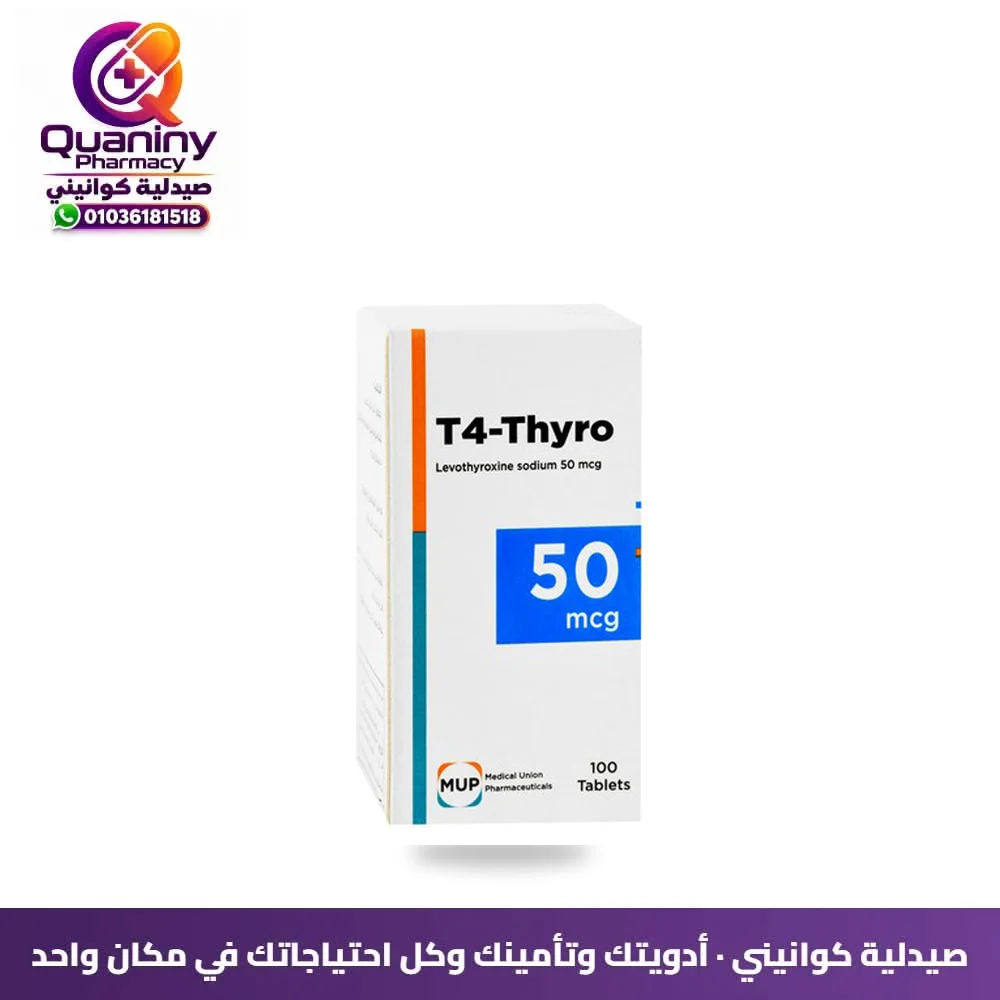 Quaniny
Pharmacy
صيدلية كوانيني
01036181518
T4-Thyro
Levothyroxine sodium 50 mcg
50
mcg
MUP
Medical Union
Pharmaceuticals
100
Tablets
صيدلية كوانيني · أدويتك وتأمينك وكل احتياجاتك في مكان واحد